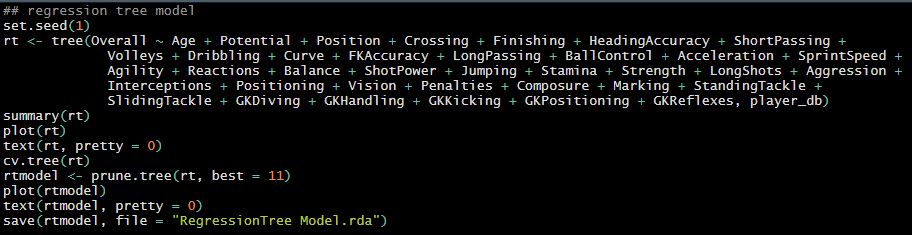 ## regression tree model
set.seed(1)
rt <- tree(Overall ~ Age + Potential + Position + Crossing + Finishing + HeadingAccuracy + ShortPassing +
Volleys + Dribbling + Curve + FKAccuracy + LongPassing + BallControl + Acceleration + SprintSpeed +
Agility + Reactions + Balance + ShotPower + Jumping + Stamina + Strength + LongShots + Aggression +
Interceptions + Positioning + Vision + Penalties + Composure + Marking + StandingTackle +
SlidingTackle + GKDiving + GKHandling + GKKicking + GKPositioning + GKReflexes, player_db)
summary(rt)
plot(rt)
text(rt, pretty = 0)
cv.tree(rt)
rtmodel <- prune.tree(rt, best = 11)
plot(rtmodel)
text(rtmodel, pretty = 0)
save(rtmodel, file = "RegressionTree Model.rda")